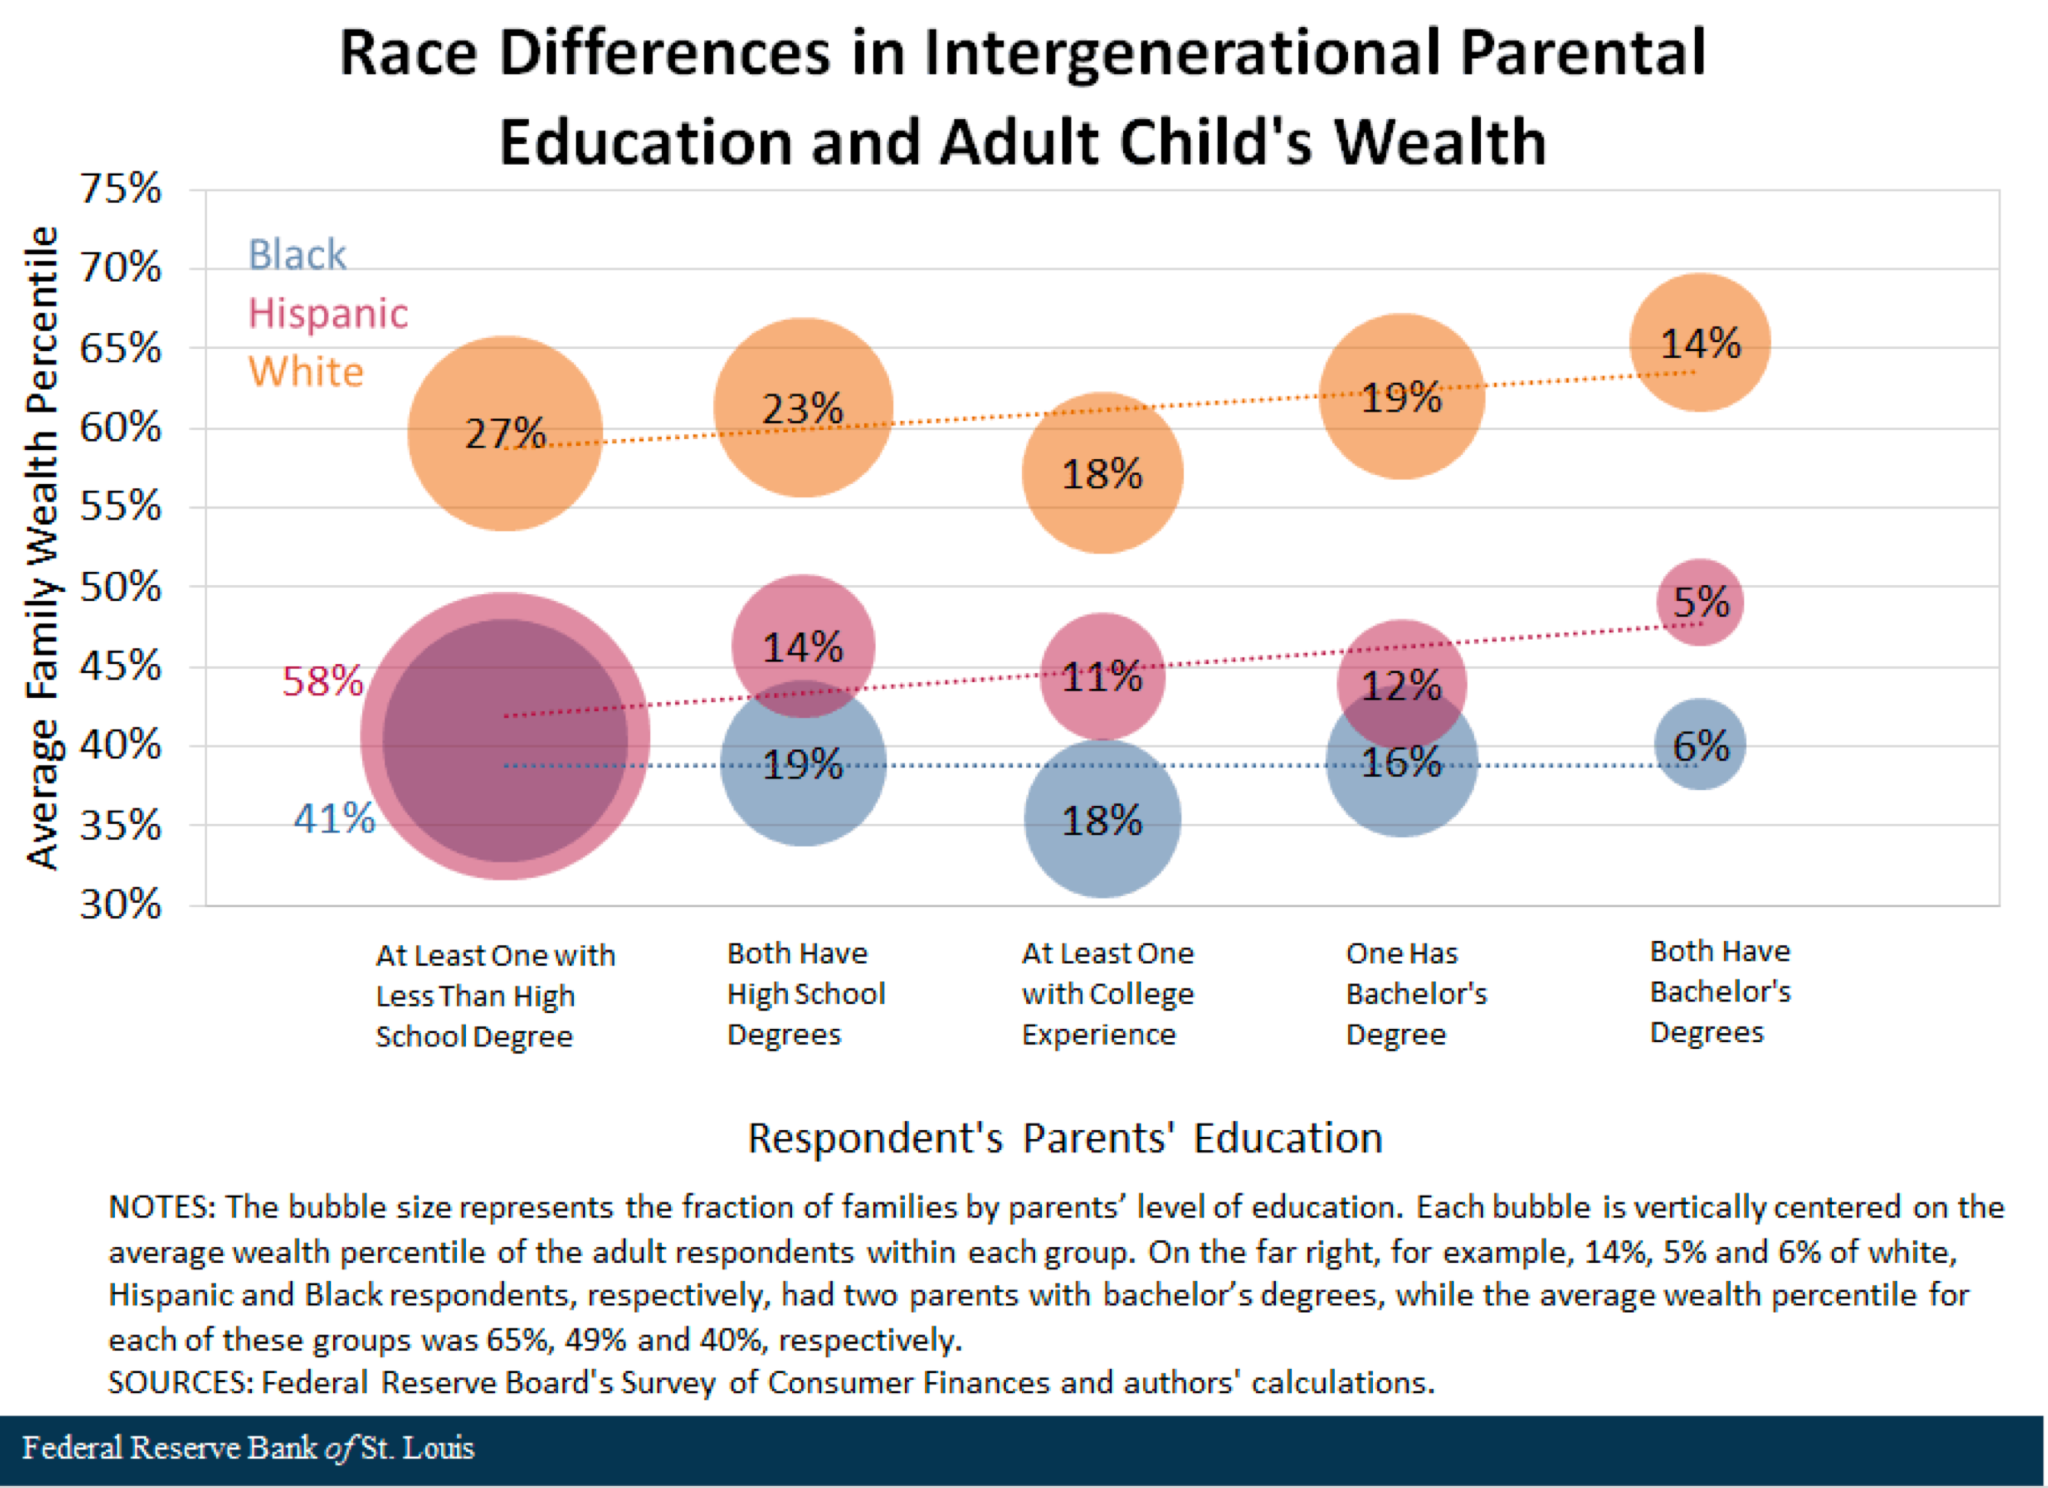 Race Differences in Intergenerational Parental
Education and Adult Child's Wealth
Average Family Wealth Percentile
75%
70%
65%
60%
55%
50%
45%
40%
35%
30%
Black
Hispanic
White
27%
23%
18%
19%
14%
58%
14%
11%
12%
5%
41%
19%
18%
16%
6%
At Least One with
Less Than High
School Degree
Both Have
High School
Degrees
At Least One
with College
Experience
One Has
Bachelor's
Degree
Both Have
Bachelor's
Degrees
Respondent's Parents' Education
NOTES: The bubble size represents the fraction of families by parents’ level of education. Each bubble is vertically centered on the
average wealth percentile of the adult respondents within each group. On the far right, for example, 14%, 5% and 6% of white,
Hispanic and Black respondents, respectively, had two parents with bachelor’s degrees, while the average wealth percentile for
each of these groups was 65%, 49% and 40%, respectively.
SOURCES: Federal Reserve Board's Survey of Consumer Finances and authors' calculations.
Federal Reserve Bank of St. Louis